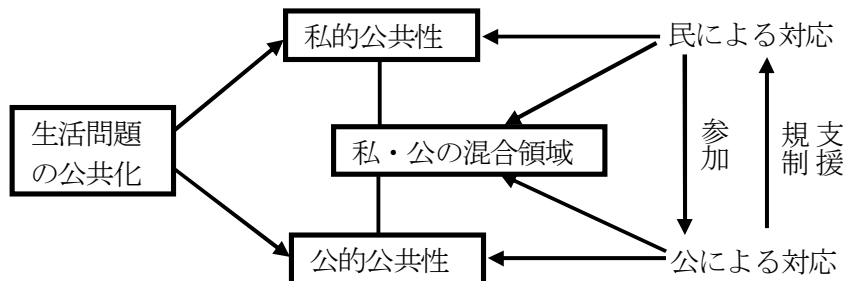 私的公共性
民による対応
生活問題
の公共化
私・公の混合領域
参加
支援
規制
公的公共性
公による対応